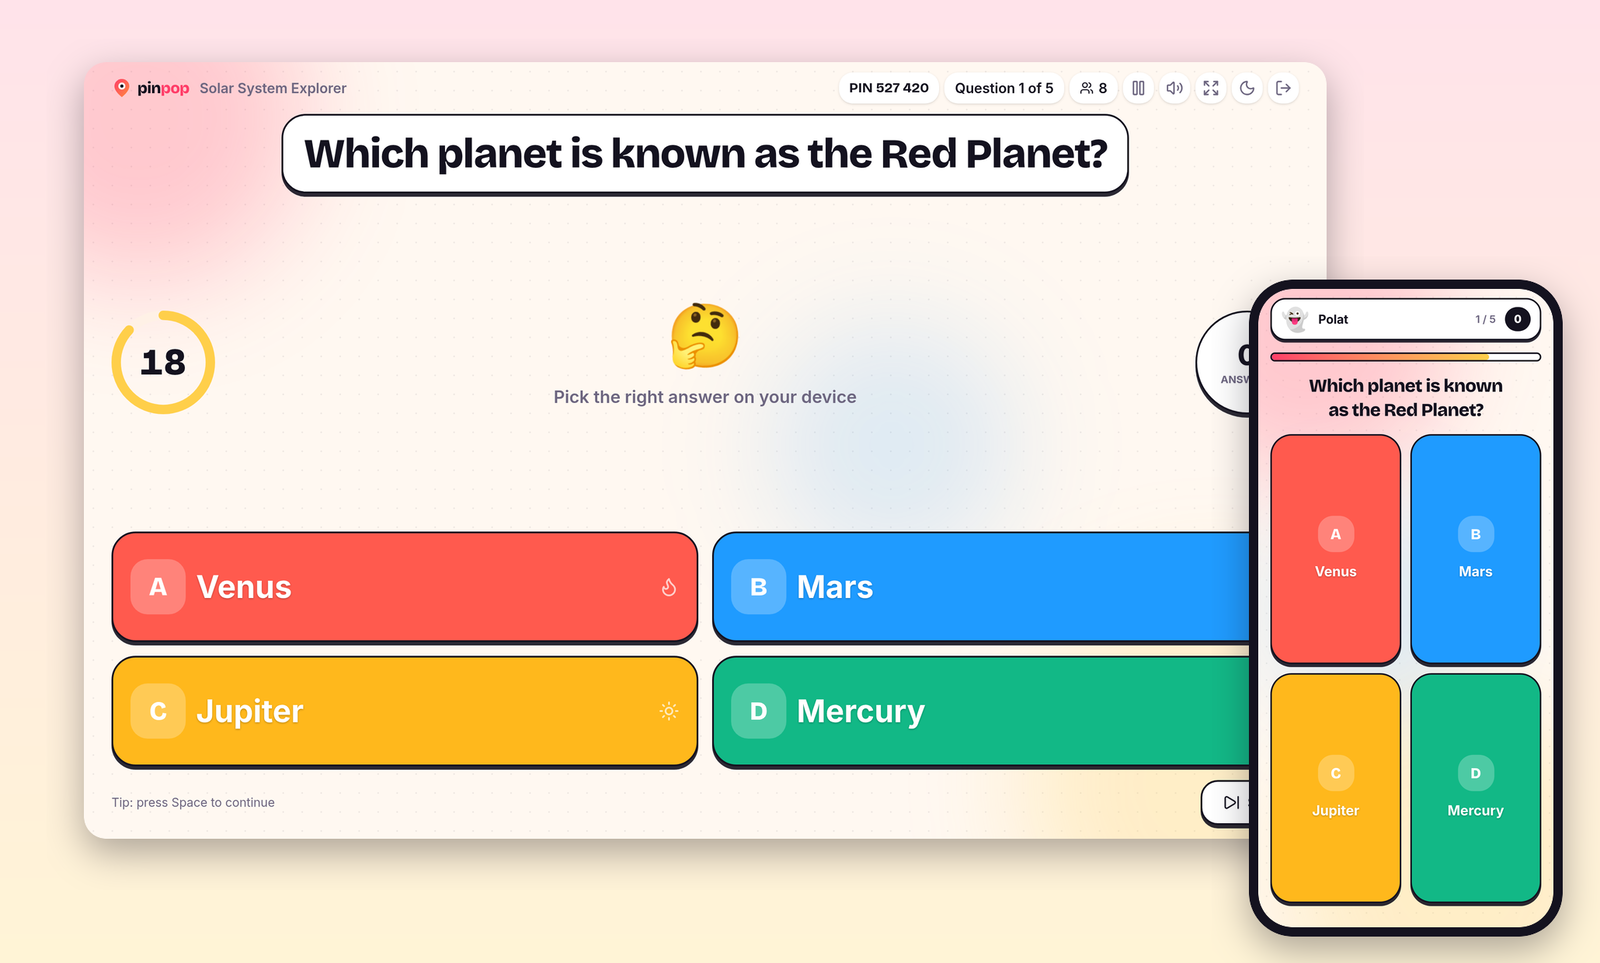 pinpop Solar System Explorer PIN 527 420 Question 1 of 5 8
Which planet is known as the Red Planet?
18
Pick the right answer on your device
0
A Venus
B Mars
C Jupiter
D Mercury
Tip: press Space to continue
Polat 1 / 5 0
Which planet is known
as the Red Planet?
A
Venus
B
Mars
C
Jupiter
D
Mercury